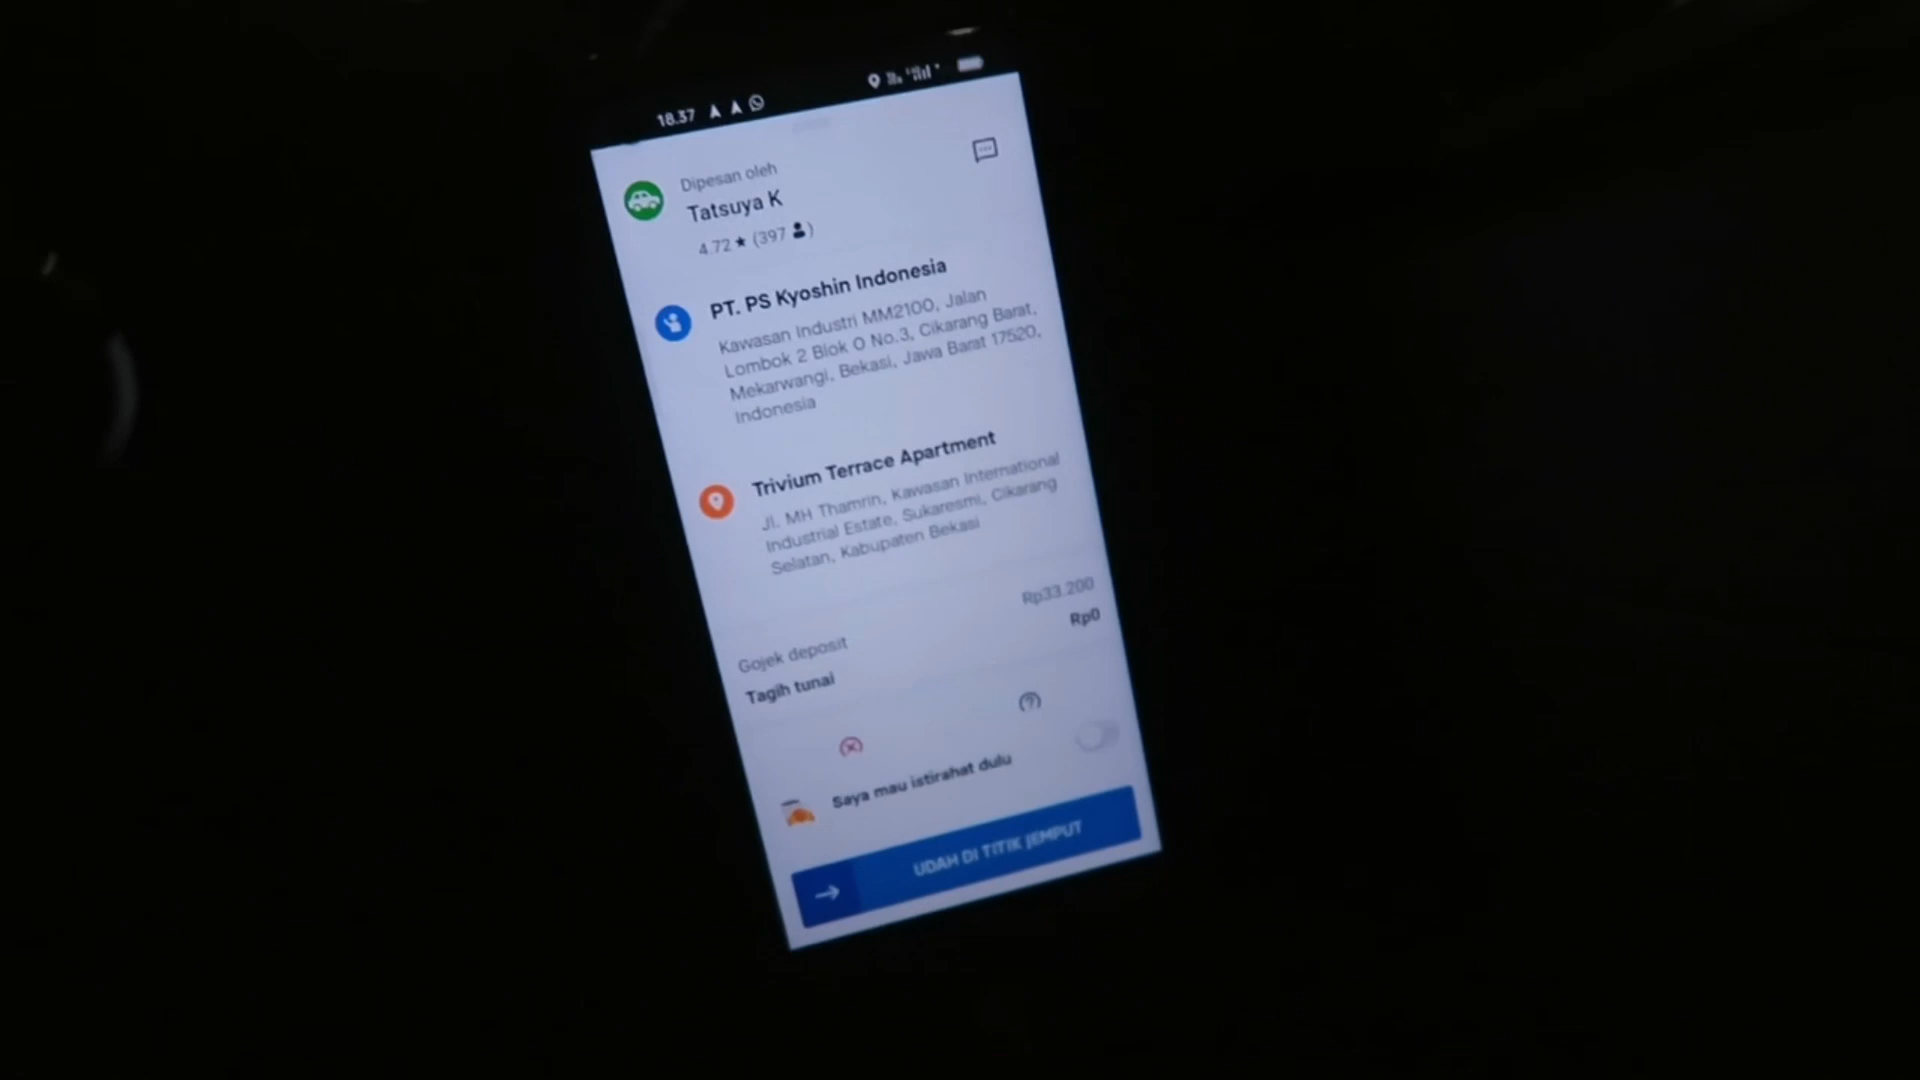 18.37
Dipesan oleh
Tatsuya K
4.72 ★ (397)
PT. PS Kyoshin Indonesia
Kawasan Industri MM2100, Jalan
Lombok 2 Blok O No.3, Cikarang Barat,
Mekarwangi, Bekasi, Jawa Barat 17520,
Indonesia
Trivium Terrace Apartment
Jl. MH Thamrin, Kawasan International
Industrial Estate, Sukaresmi, Cikarang
Selatan, Kabupaten Bekasi
Gojek deposit Rp33.200
Tagih tunai Rp0
Saya mau istirahat dulu
UDAH DI TITIK JEMPUT